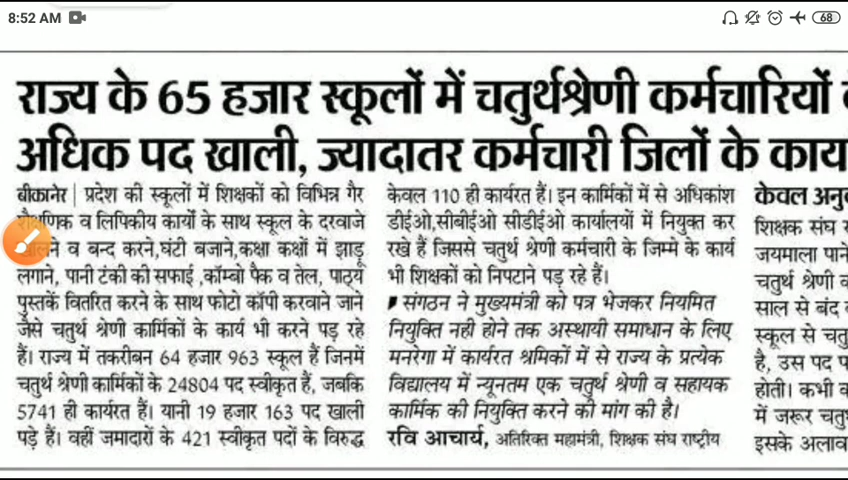 8:52 AM
68
राज्य के 65 हजार स्कूलों में चतुर्थश्रेणी कर्मचारियों
अधिक पद खाली, ज्यादातर कर्मचारी जिलों के
बीकानेर | प्रदेश की स्कूलों में शिक्षकों को विभिन्न गैर
शैक्षणिक व लिपिकीय कार्यों के साथ स्कूल के दरवाजे
खोलने व बन्द करने,घंटी बजाने,कक्षा कक्षों में झाड़ू
लगाने, पानी टंकी की सफाई ,कॉम्बो पैक व तेल, पाठ्य
पुस्तकें वितरित करने के साथ फोटो कॉपी करवाने जाने
जैसे चतुर्थ श्रेणी कार्मिकों के कार्य भी करने पड़ रहे
हैं। राज्य में तकरीबन 64 हजार 963 स्कूल हैं जिनमें
चतुर्थ श्रेणी कार्मिकों के 24804 पद स्वीकृत हैं, जबकि
5741 ही कार्यरत हैं। यानी 19 हजार 163 पद खाली
पड़े हैं। वहीं जमादारों के 421 स्वीकृत पदों के विरुद्ध
केवल 110 ही कार्यरत हैं। इन कार्मिकों में से अधिकांश
डीईओ,सीबीईओ सीडीईओ कार्यालयों में नियुक्त कर
रखे हैं जिससे चतुर्थ श्रेणी कर्मचारी के जिम्मे के कार्य
भी शिक्षकों को निपटाने पड़ रहे हैं।
संगठन ने मुख्यमंत्री को पत्र भेजकर नियमित
नियुक्ति नही होने तक अस्थायी समाधान के लिए
मनरेगा में कार्यरत श्रमिकों में से राज्य के प्रत्येक
विद्यालय में न्यूनतम एक चतुर्थ श्रेणी व सहायक
कार्मिक की नियुक्ति करने की मांग की है।
रवि आचार्य, अतिरिक्त महामंत्री, शिक्षक संघ राष्ट्रीय
केवल
शिक्षक संघ
जयमाला पाने
चतुर्थ श्रेणी
साल से बंद
स्कूल से
है, उस पद
होती। कभी
में जरूर
इसके